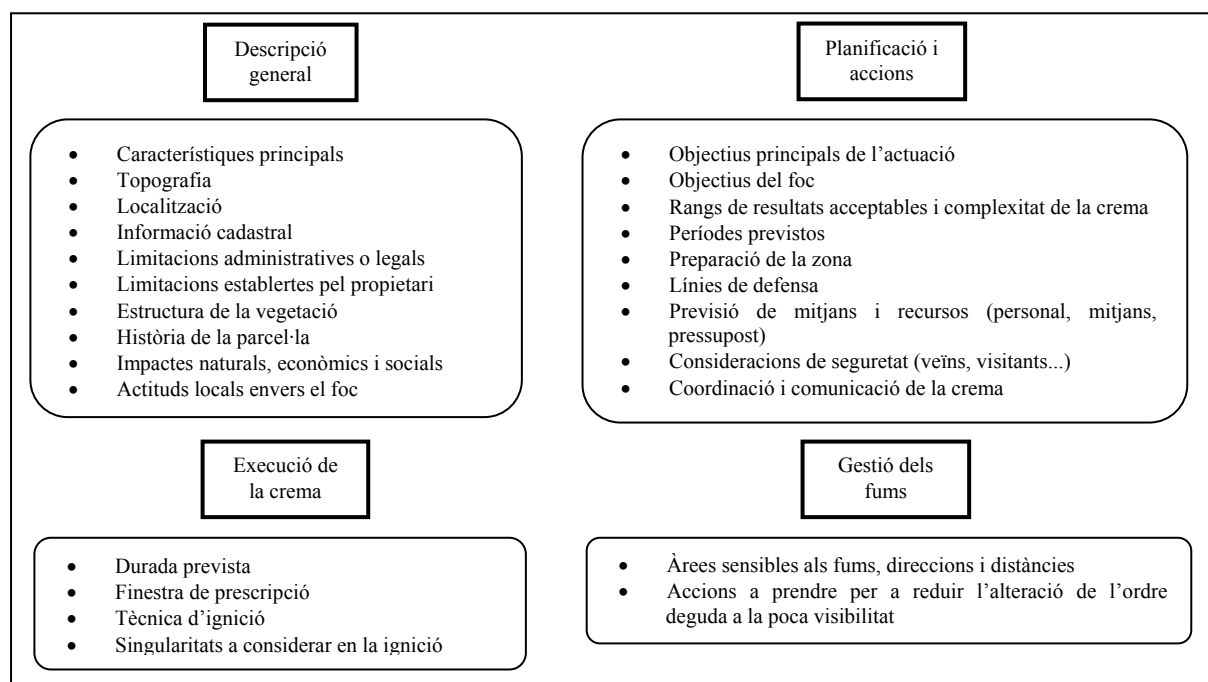 Descripció
general
• Característiques principals
• Topografia
• Localització
• Informació cadastral
• Limitacions administratives o legals
• Limitacions establertes pel propietari
• Estructura de la vegetació
• Història de la parcel·la
• Impactes naturals, econòmics i socials
• Actituds locals envers el foc
Planificació i
accions
• Objectius principals de l’actuació
• Objectius del foc
• Rangs de resultats acceptables i complexitat de la crema
• Períodes previstos
• Preparació de la zona
• Línies de defensa
• Previsió de mitjans i recursos (personal, mitjans,
pressupost)
• Consideracions de seguretat (veïns, visitants...)
• Coordinació i comunicació de la crema
Execució de
la crema
• Durada prevista
• Finestra de prescripció
• Tècnica d’ignició
• Singularitats a considerar en la ignició
Gestió dels
fums
• Àrees sensibles als fums, direccions i distàncies
• Accions a prendre per a reduir l’alteració de l’ordre
deguda a la poca visibilitat